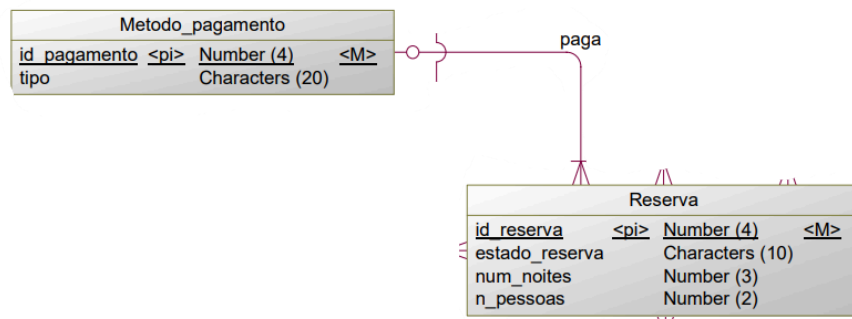 Metodo_pagamento
id_pagamento <pi> Number (4) <M>
tipo Characters (20)
paga
Reserva
id_reserva <pi> Number (4) <M>
estado_reserva Characters (10)
num_noites Number (3)
n_pessoas Number (2)